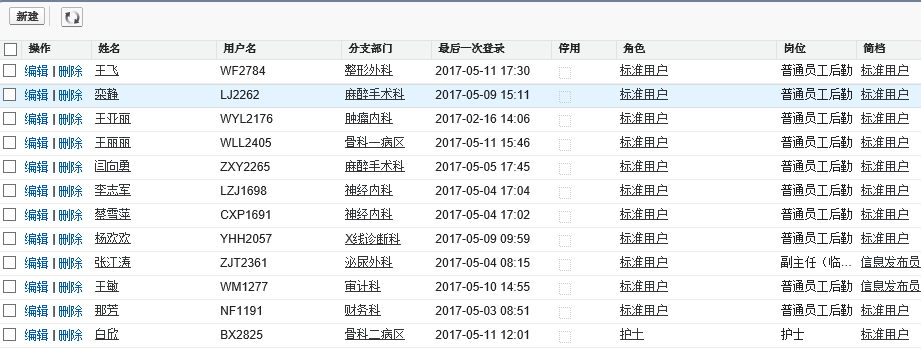 新建
操作 姓名 用户名 分支部门 最后一次登录 停用 角色 岗位 简档
编辑 | 删除 王飞 WF2784 整形外科 2017-05-11 17:30 标准用户 普通员工后勤 标准用户
编辑 | 删除 栾静 LJ2262 麻醉手术科 2017-05-09 15:11 标准用户 普通员工后勤 标准用户
编辑 | 删除 王亚丽 WYL2176 肿瘤内科 2017-02-16 14:06 标准用户 普通员工后勤 标准用户
编辑 | 删除 王丽丽 WLL2405 骨科一病区 2017-05-11 15:46 标准用户 普通员工后勤 标准用户
编辑 | 删除 闫向勇 ZXY2265 麻醉手术科 2017-05-05 17:45 标准用户 普通员工后勤 标准用户
编辑 | 删除 李志军 LZJ1698 神经内科 2017-05-04 17:04 标准用户 普通员工后勤 标准用户
编辑 | 删除 蔡雪萍 CXP1691 神经内科 2017-05-04 17:02 标准用户 普通员工后勤 标准用户
编辑 | 删除 杨欢欢 YHH2057 X线诊断科 2017-05-09 09:59 标准用户 普通员工后勤 标准用户
编辑 | 删除 张江涛 ZJT2361 泌尿外科 2017-05-04 08:15 标准用户 副主任（临... 信息发布员
编辑 | 删除 王敏 WM1277 审计科 2017-05-10 14:55 标准用户 普通员工后勤 信息发布员
编辑 | 删除 那芳 NF1191 财务科 2017-05-03 08:51 标准用户 普通员工后勤 标准用户
编辑 | 删除 白欣 BX2825 骨科二病区 2017-05-11 12:01 护士 护士 标准用户